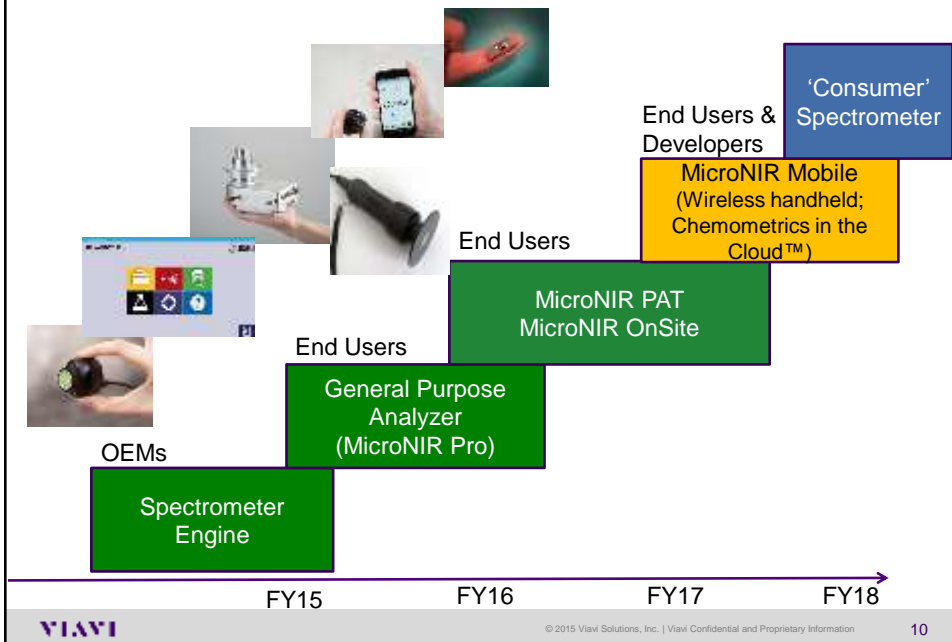 ‘Consumer’
Spectrometer
End Users &
Developers
MicroNIR Mobile
(Wireless handheld;
Chemometrics in the
Cloud™)
End Users
MicroNIR PAT
MicroNIR OnSite
End Users
General Purpose
Analyzer
(MicroNIR Pro)
OEMs
Spectrometer
Engine
FY15
FY16
FY17
FY18
VIAVI
© 2015 Viavi Solutions, Inc. | Viavi Confidential and Proprietary Information
10